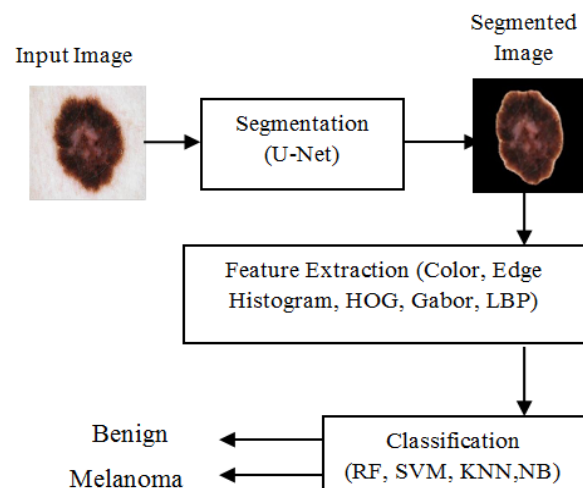 Input Image
Segmentation
(U-Net)
Segmented
Image
Feature Extraction (Color, Edge
Histogram, HOG, Gabor, LBP)
Classification
(RF, SVM, KNN,NB)
Benign
Melanoma